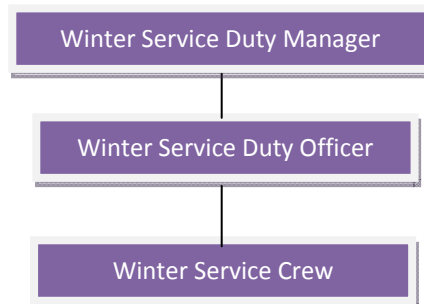 Winter Service Duty Manager
Winter Service Duty Officer
Winter Service Crew